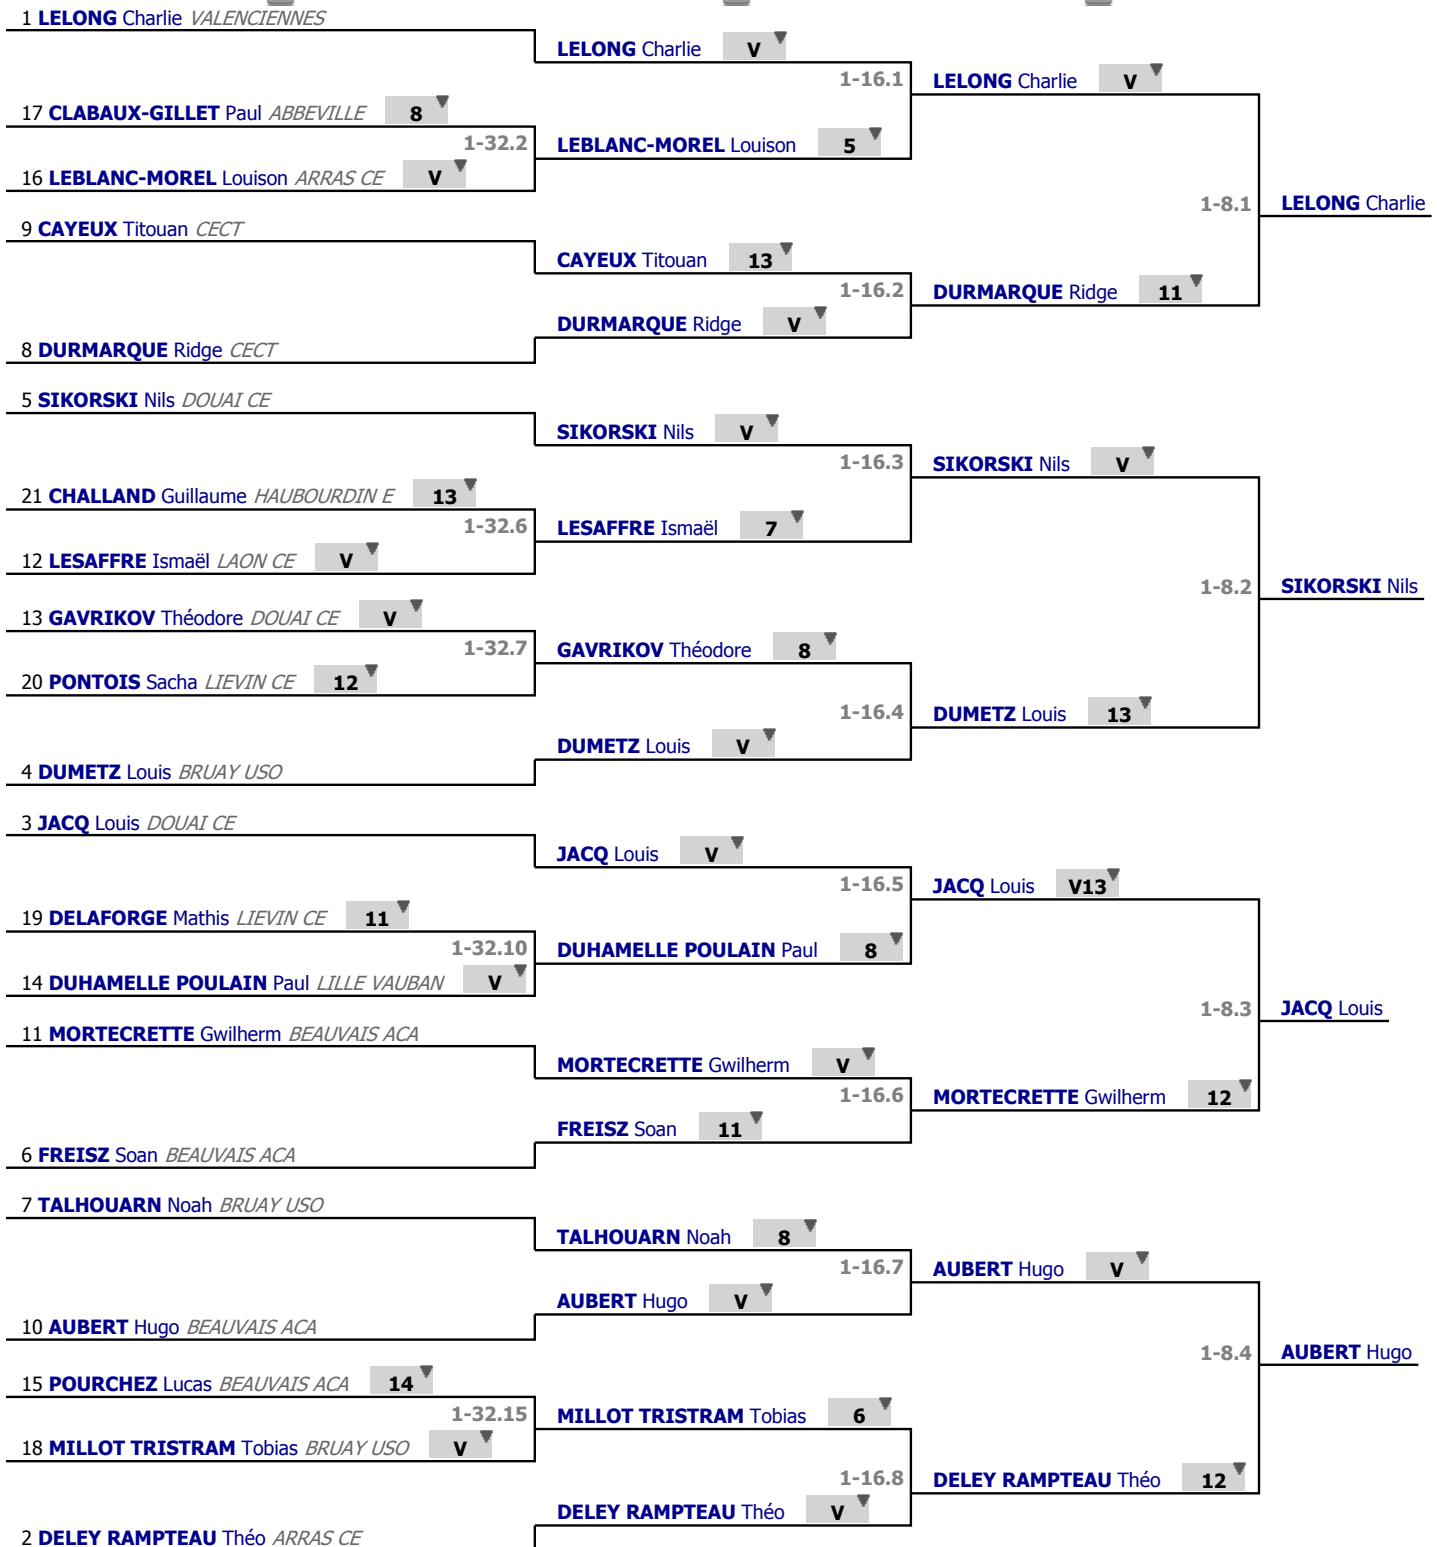 1 LELONG Charlie VALENCIENNES
LELONG Charlie V
1-16.1
LELONG Charlie V
17 CLABAUX-GILLET Paul ABBEVILLE 8
1-32.2
LEBLANC-MOREL Louison 5
16 LEBLANC-MOREL Louison ARRAS CE V
1-8.1
LELONG Charlie
9 CAYEUX Titouan CECT
CAYEUX Titouan 13
1-16.2
DURMARQUE Ridge 11
DURMARQUE Ridge V
8 DURMARQUE Ridge CECT
5 SIKORSKI Nils DOUAI CE
SIKORSKI Nils V
1-16.3
SIKORSKI Nils V
21 CHALLAND Guillaume HAUBOURDIN E 13
1-32.6
LESAFFRE Ismaël 7
12 LESAFFRE Ismaël LAON CE V
1-8.2
SIKORSKI Nils
13 GAVRIKOV Théodore DOUAI CE V
1-32.7
GAVRIKOV Théodore 8
20 PONTOIS Sacha LIEVIN CE 12
1-16.4
DUMETZ Louis 13
DUMETZ Louis V
4 DUMETZ Louis BRUAY USO
3 JACQ Louis DOUAI CE
JACQ Louis V
1-16.5
JACQ Louis V13
19 DELAFORGE Mathis LIEVIN CE 11
1-32.10
DUHAMELLE POULAIN Paul 8
14 DUHAMELLE POULAIN Paul LILLE VAUBAN V
1-8.3
JACQ Louis
11 MORTECRETTE Gwilherm BEAUVAIS ACA
MORTECRETTE Gwilherm V
1-16.6
MORTECRETTE Gwilherm 12
FREISZ Soan 11
6 FREISZ Soan BEAUVAIS ACA
7 TALHOUARN Noah BRUAY USO
TALHOUARN Noah 8
1-16.7
AUBERT Hugo V
AUBERT Hugo V
10 AUBERT Hugo BEAUVAIS ACA
1-8.4
AUBERT Hugo
15 POURCHEZ Lucas BEAUVAIS ACA 14
1-32.15
MILLOT TRISTRAM Tobias 6
18 MILLOT TRISTRAM Tobias BRUAY USO V
1-16.8
DELEY RAMPTEAU Théo 12
DELEY RAMPTEAU Théo V
2 DELEY RAMPTEAU Théo ARRAS CE